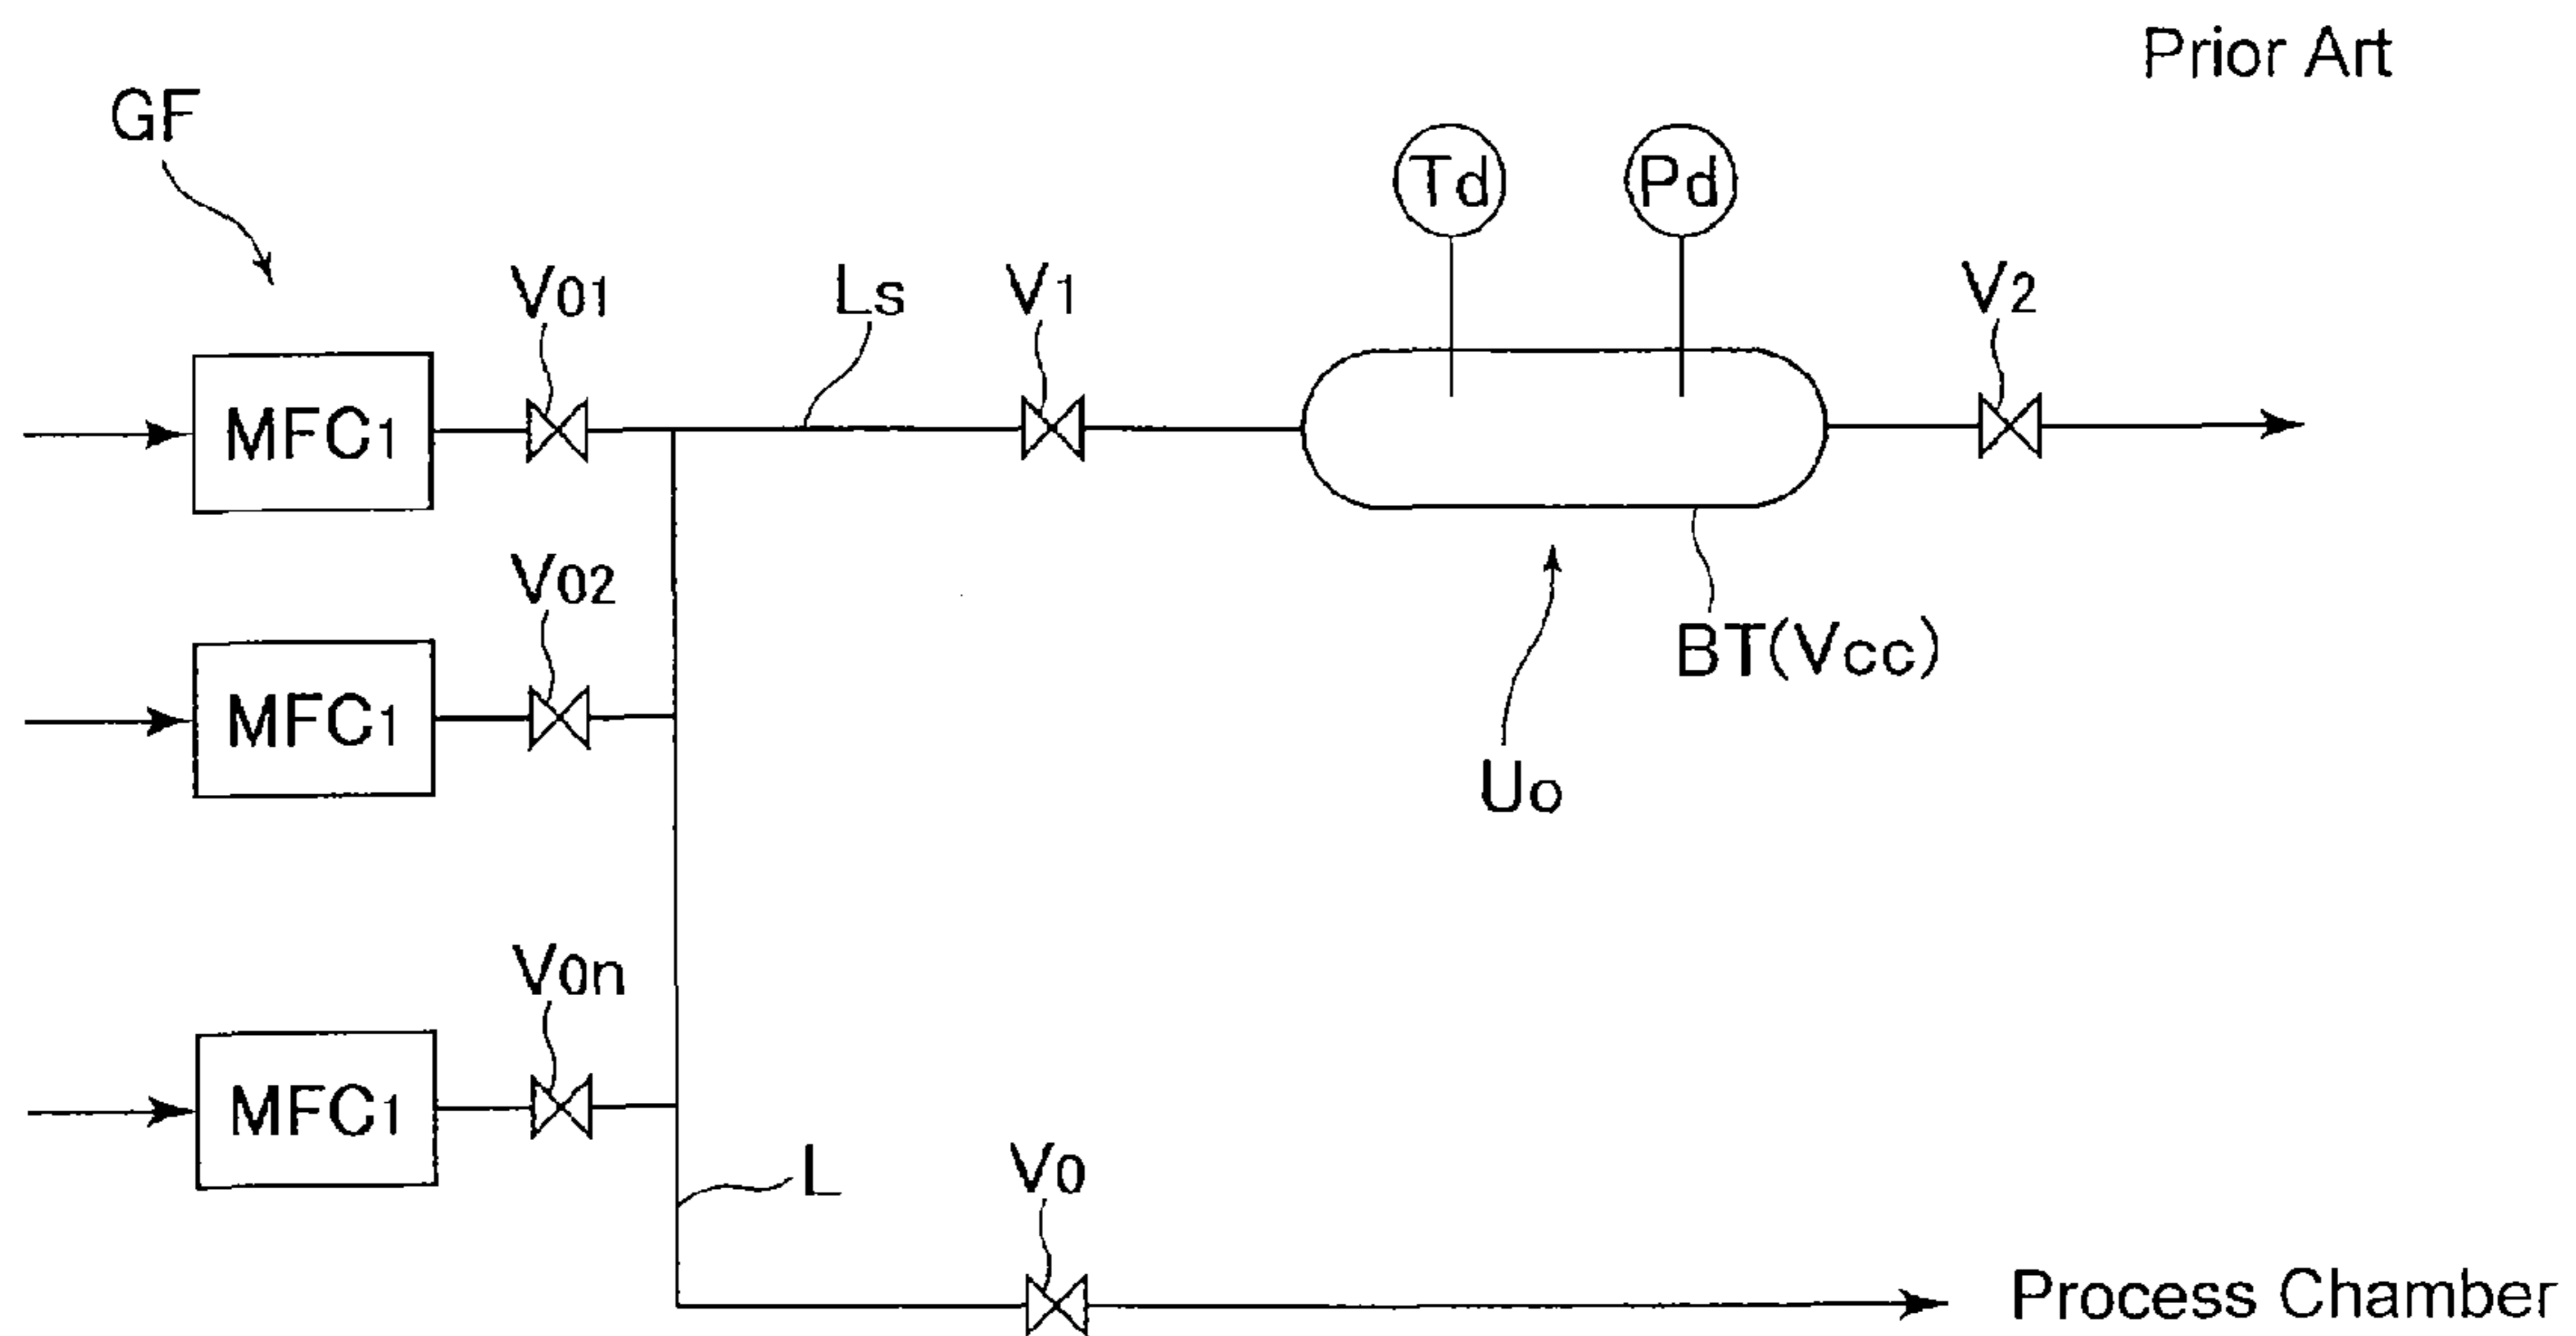 Prior Art
GF
Td
Pd
V01
Ls
V1
V2
MFC1
V02
BT(Vcc)
MFC1
Uo
V0n
MFC1
L
V0
Process Chamber